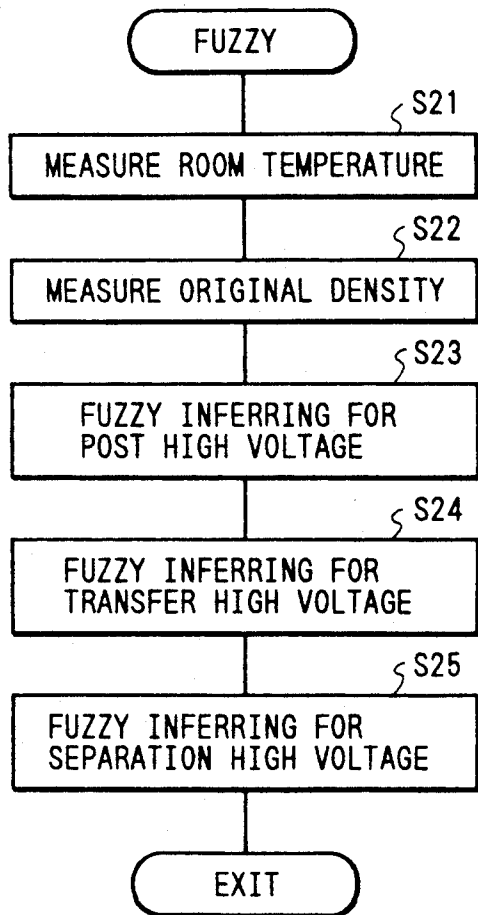 FUZZY
S21
MEASURE ROOM TEMPERATURE
S22
MEASURE ORIGINAL DENSITY
S23
FUZZY INFERRING FOR
POST HIGH VOLTAGE
S24
FUZZY INFERRING FOR
TRANSFER HIGH VOLTAGE
S25
FUZZY INFERRING FOR
SEPARATION HIGH VOLTAGE
EXIT